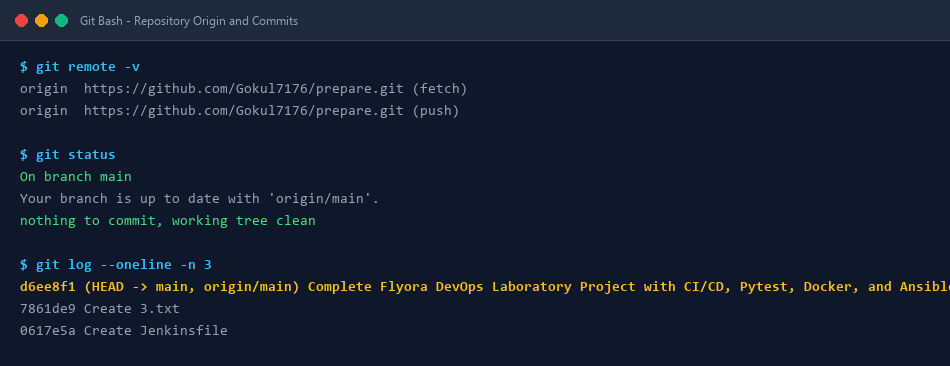 Git Bash - Repository Origin and Commits
$ git remote -v
origin  https://github.com/Gokul7176/prepare.git (fetch)
origin  https://github.com/Gokul7176/prepare.git (push)
$ git status
On branch main
Your branch is up to date with 'origin/main'.
nothing to commit, working tree clean
$ git log --oneline -n 3
d6ee8f1 (HEAD -> main, origin/main) Complete Flyora DevOps Laboratory Project with CI/CD, Pytest, Docker, and Ansibl
7861de9 Create 3.txt
0617e5a Create Jenkinsfile